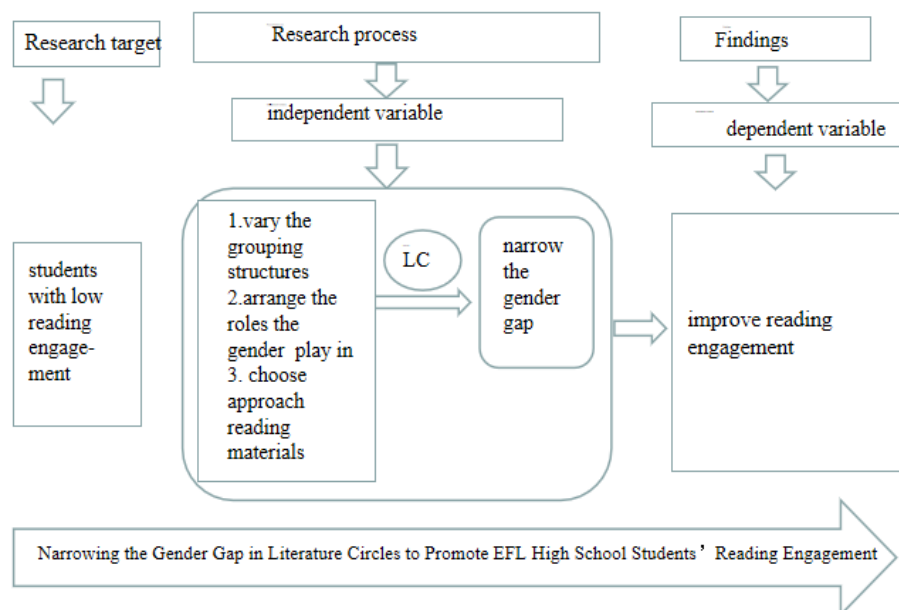 Research target
Research process
Findings
independent variable
dependent variable
students
with low
reading
engage-
ment
1.vary the
grouping
structures
2.arrange the
roles the
gender play in
3. choose
approach
reading
materials
LC
narrow
the
gender
gap
improve reading
engagement
Narrowing the Gender Gap in Literature Circles to Promote EFL High School Students’ Reading Engagement